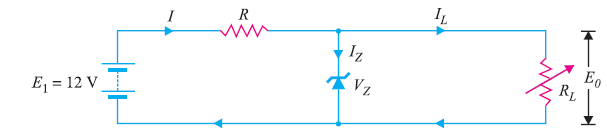 I
R
I_L
I_Z
E_1 = 12 V
V_Z
R_L
E_0